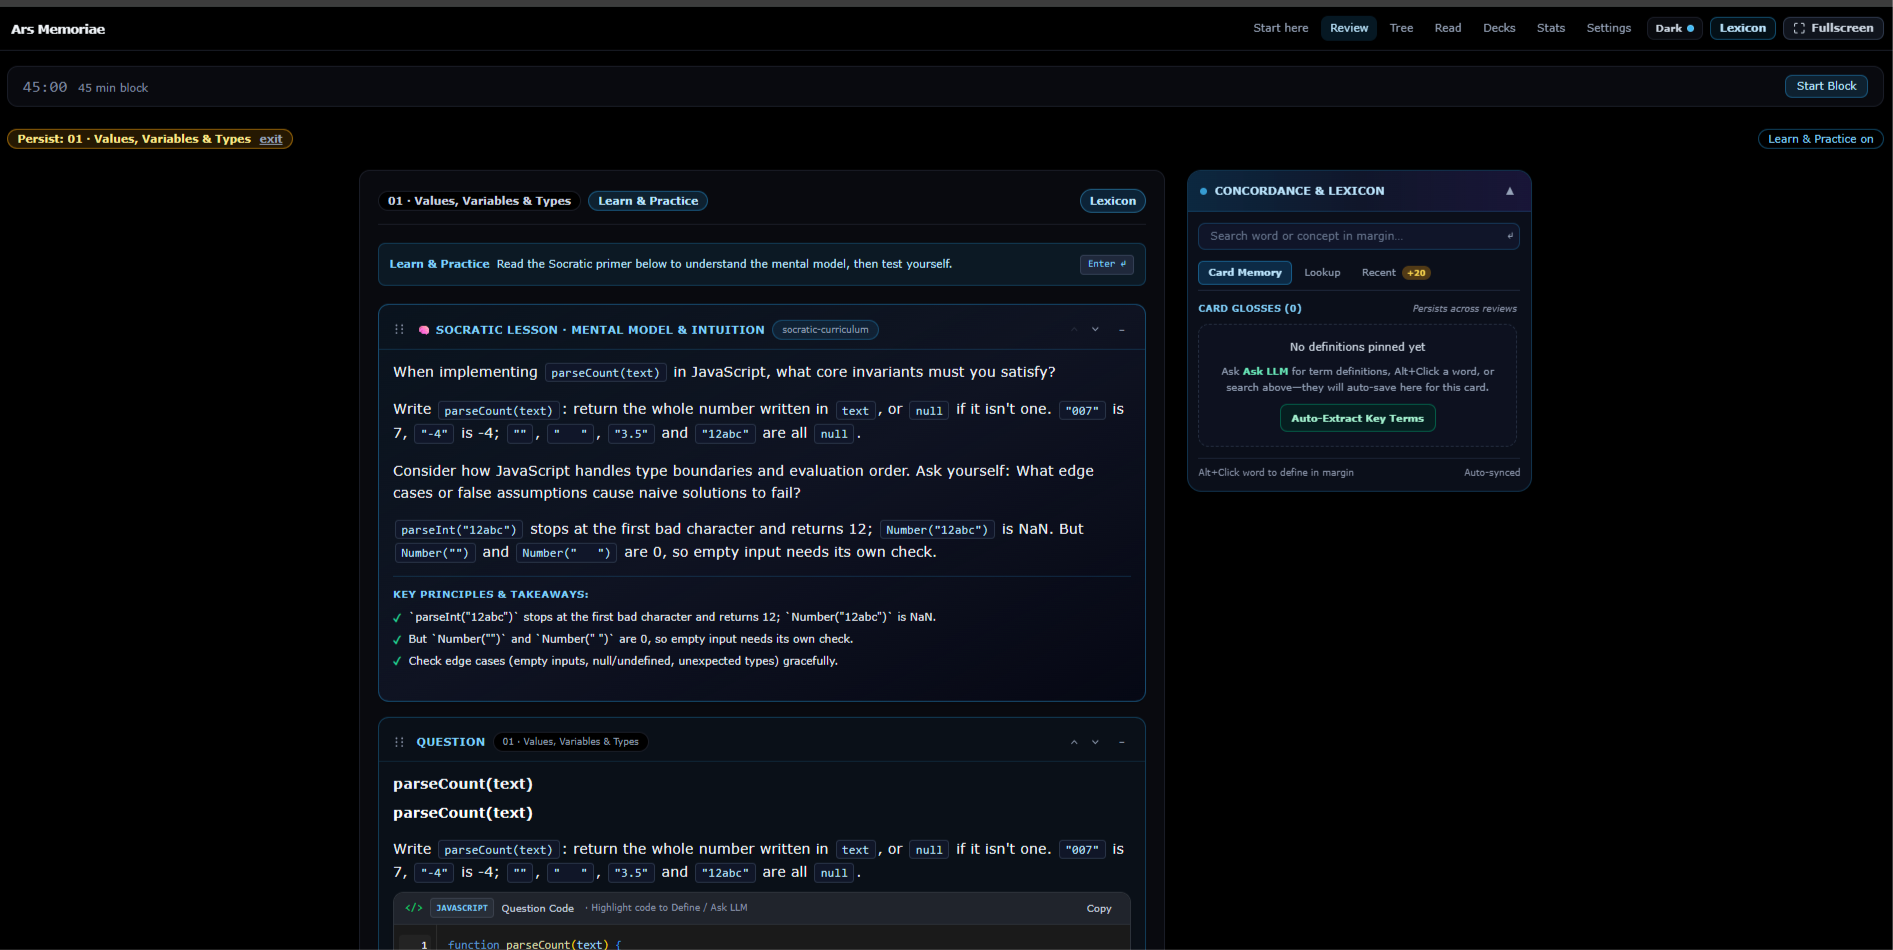 Ars Memoriae
Start here Review Tree Read Decks Stats Settings Dark Lexicon Fullscreen
45:00 45 min block
Start Block
Persist: 01 · Values, Variables & Types exit
Learn & Practice on
01 · Values, Variables & Types Learn & Practice Lexicon
Learn & Practice Read the Socratic primer below to understand the mental model, then test yourself. Enter ↲
SOCRATIC LESSON · MENTAL MODEL & INTUITION socratic-curriculum
When implementing parseCount(text) in JavaScript, what core invariants must you satisfy?
Write parseCount(text) : return the whole number written in text , or null if it isn't one. "007" is
7, "-4" is -4; "" , "   " , "3.5" and "12abc" are all null .
Consider how JavaScript handles type boundaries and evaluation order. Ask yourself: What edge
cases or false assumptions cause naive solutions to fail?
parseInt("12abc") stops at the first bad character and returns 12; Number("12abc") is NaN. But
Number("") and Number("   ") are 0, so empty input needs its own check.
KEY PRINCIPLES & TAKEAWAYS:
✓ `parseInt("12abc")` stops at the first bad character and returns 12; `Number("12abc")` is NaN.
✓ But `Number("")` and `Number(" ")` are 0, so empty input needs its own check.
✓ Check edge cases (empty inputs, null/undefined, unexpected types) gracefully.
QUESTION 01 · Values, Variables & Types
parseCount(text)
parseCount(text)
Write parseCount(text) : return the whole number written in text , or null if it isn't one. "007" is
7, "-4" is -4; "" , "   " , "3.5" and "12abc" are all null .
</> JAVASCRIPT Question Code · Highlight code to Define / Ask LLM Copy
1 function parseCount(text) {
CONCORDANCE & LEXICON ▲
Search word or concept in margin... ↲
Card Memory Lookup Recent +20
CARD GLOSSES (0) Persists across reviews
No definitions pinned yet
Ask Ask LLM for term definitions, Alt+Click a word, or
search above—they will auto-save here for this card.
Auto-Extract Key Terms
Alt+Click word to define in margin Auto-synced